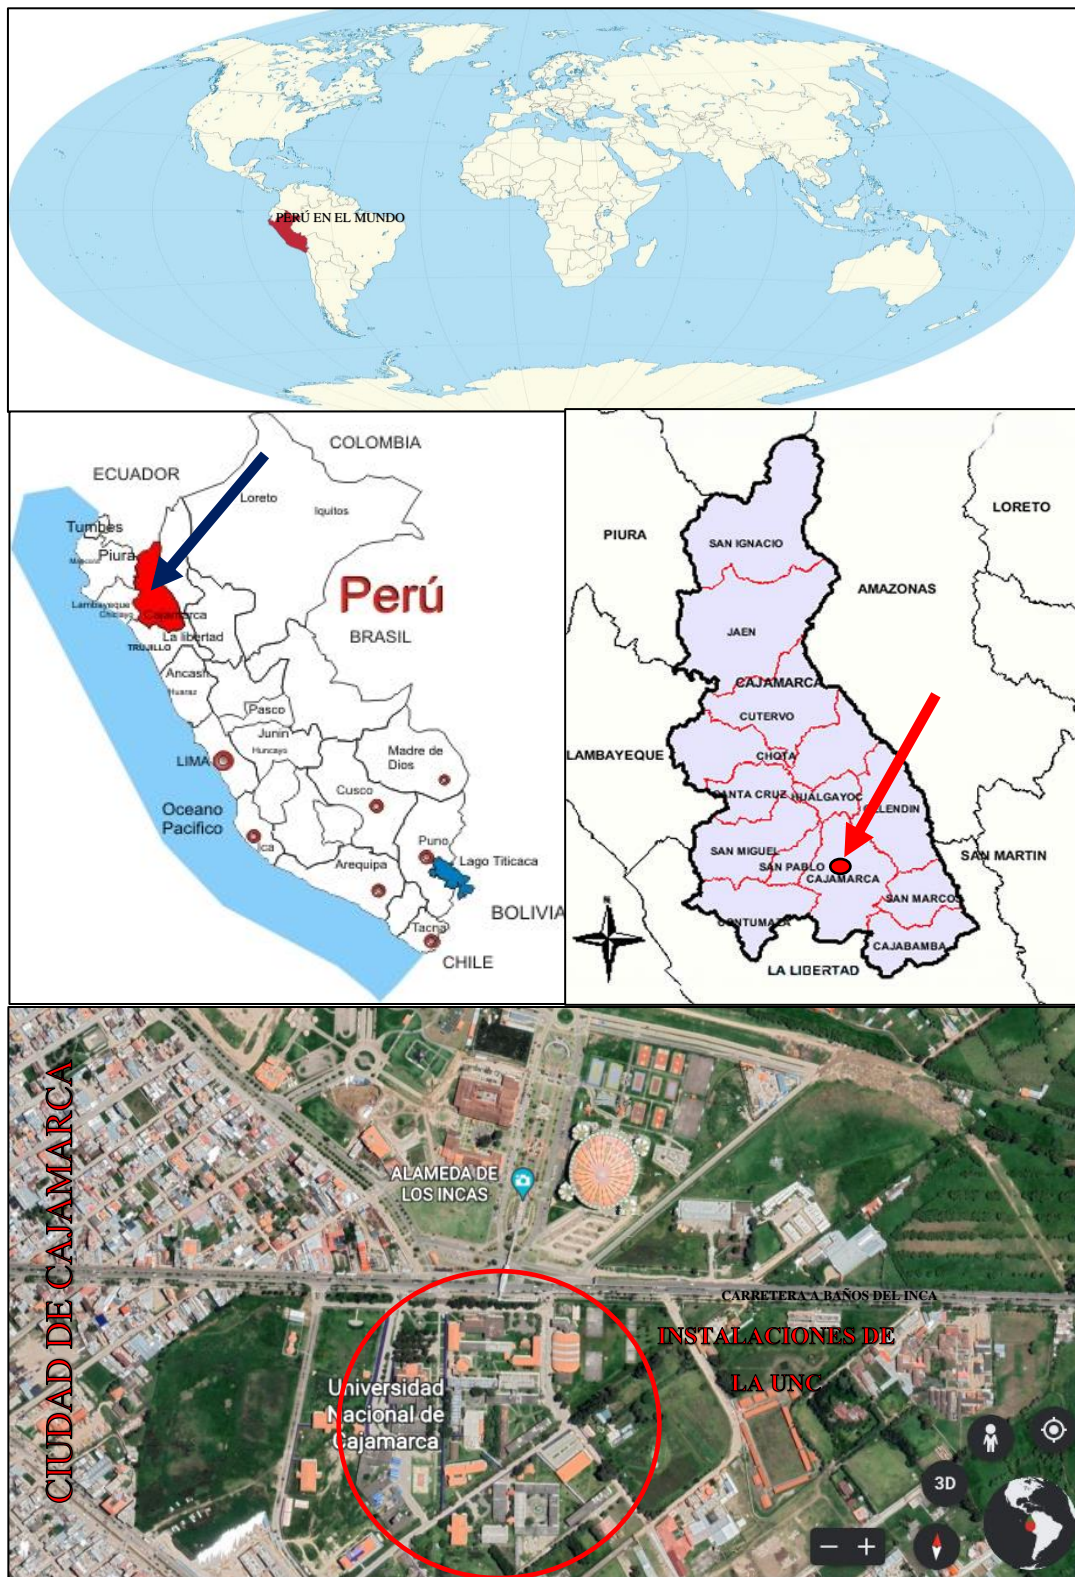 PERÚ EN EL MUNDO
COLOMBIA
ECUADOR
Loreto
Iquitos
Tumbes
Piura
Lambayeque
Chiclayo
Cajamarca
La libertad
TRUJILLO
Perú
BRASIL
Ancash
Huaraz
Pasco
Junin
Huncayo
LIMA
Madre de
Dios
Cusco
Oceano
Pacifico
Ica
Puno
Lago Titicaca
Arequipa
BOLIVIA
Tacna
CHILE
PIURA
LORETO
SAN IGNACIO
AMAZONAS
JAEN
CAJAMARCA
CUTERVO
LAMBAYEQUE
CHOTA
SANTA CRUZ
HUALGAYOC
CELENDIN
SAN MIGUEL
SAN PABLO
CAJAMARCA
SAN MARTIN
SAN MARCOS
CONTUMAZA
CAJABAMBA
LA LIBERTAD
N
CIUDAD DE CAJAMARCA
ALAMEDA DE
LOS INCAS
CARRETERA A BAÑOS DEL INCA
INSTALACIONES DE
LA UNC
Universidad
Nacional de
Cajamarca
3D